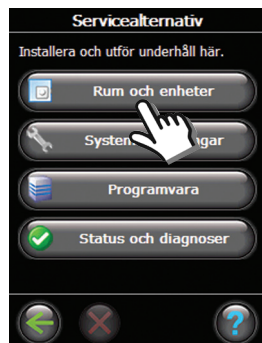 Servicealternativ
Installera och utför underhåll här.
Rum och enheter
Programvara
Status och diagnoser
?